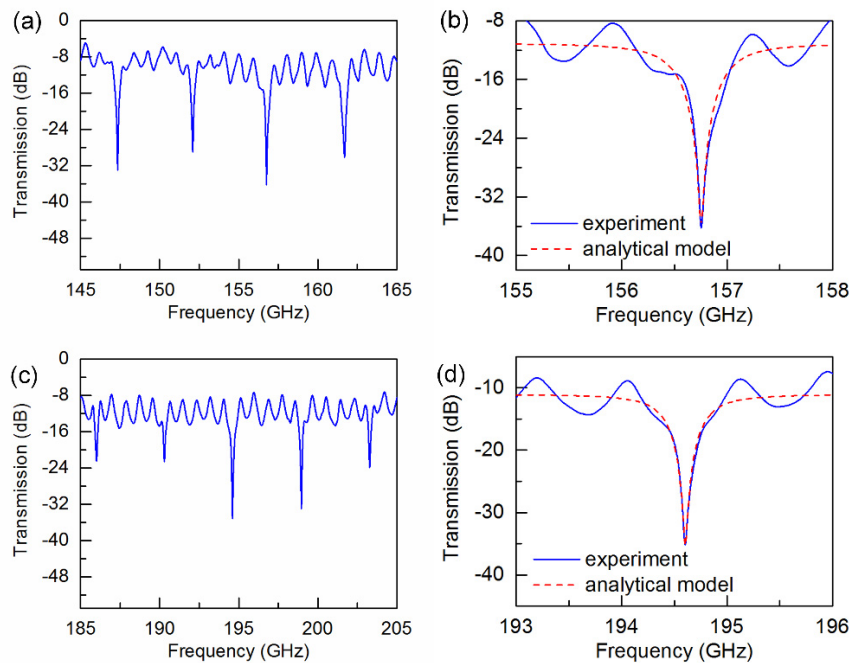 (a)
Transmission (dB)
0
-8
-16
-24
-32
-40
-48
145 150 155 160 165
Frequency (GHz)
(b)
Transmission (dB)
-8
-16
-24
-32
-40
experiment
analytical model
155 156 157 158
Frequency (GHz)
(c)
Transmission (dB)
0
-8
-16
-24
-32
-40
-48
185 190 195 200 205
Frequency (GHz)
(d)
Transmission (dB)
-10
-20
-30
-40
experiment
analytical model
193 194 195 196
Frequency (GHz)